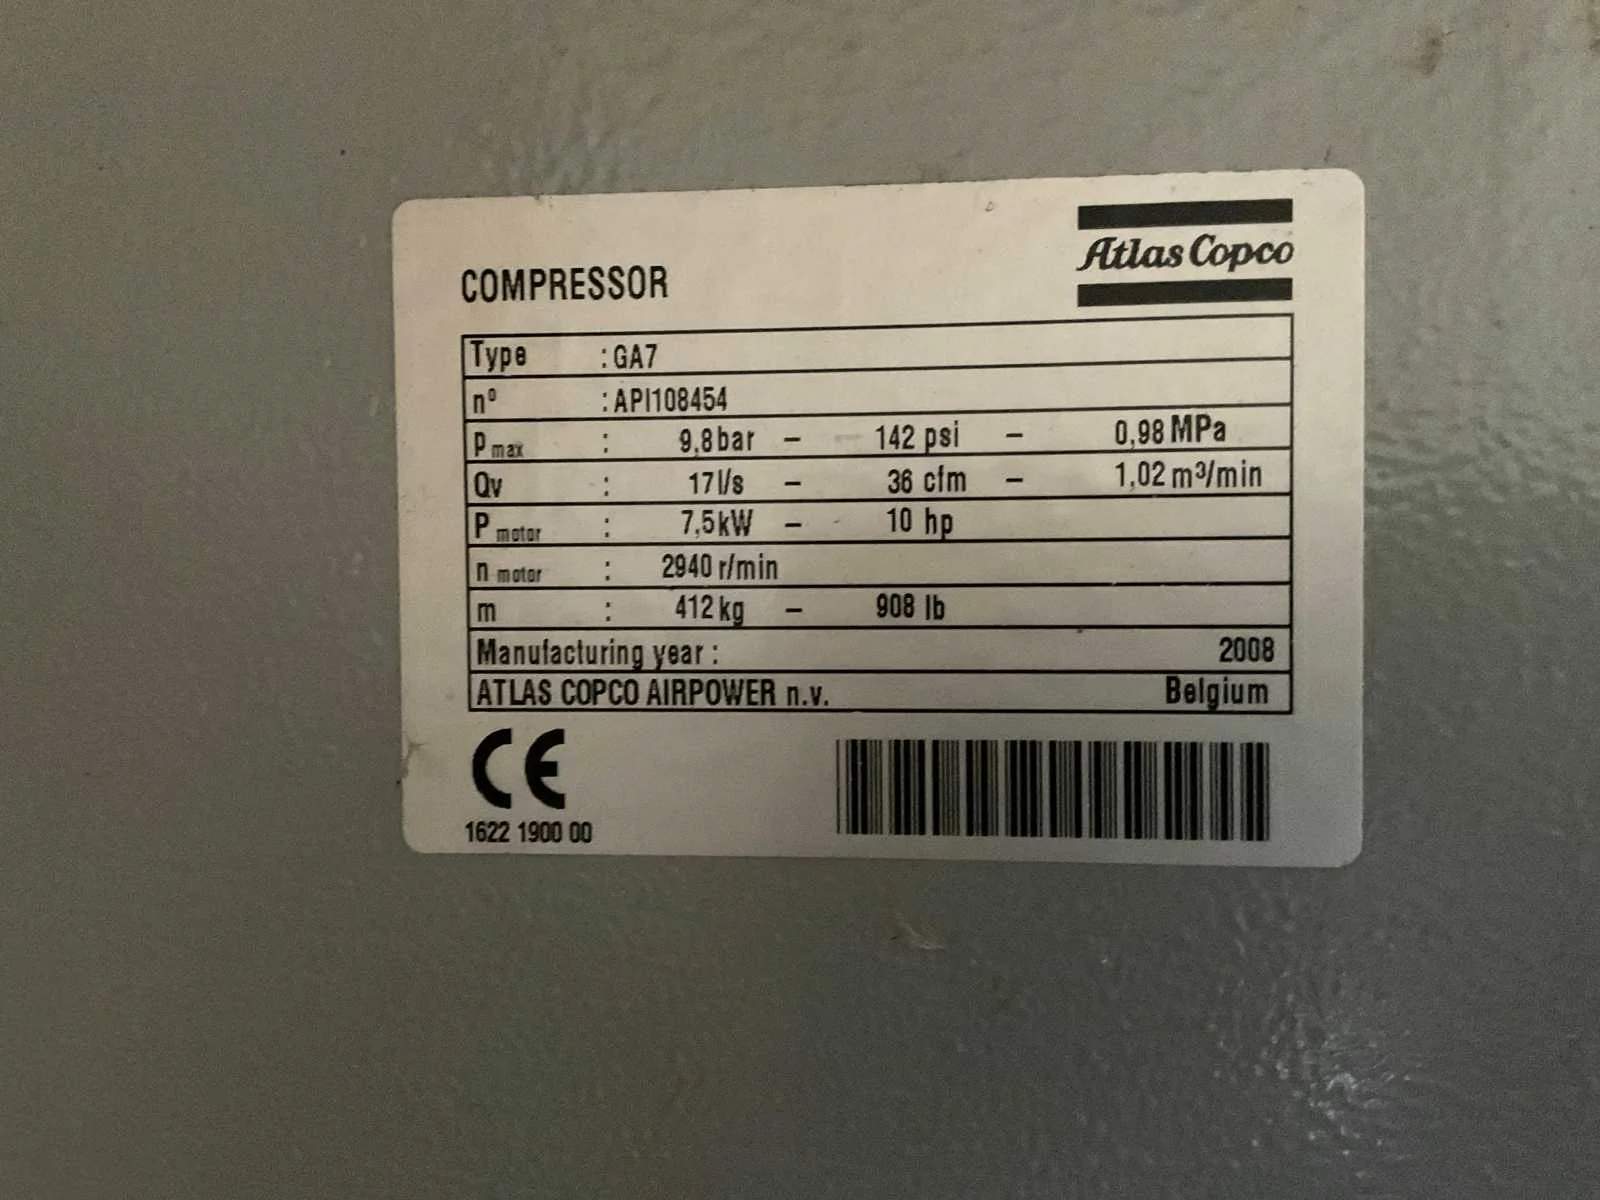 Atlas Copco
COMPRESSOR
Type : GA7
nº : API108454
P max : 9,8 bar – 142 psi – 0,98 MPa
Qv : 17 l/s – 36 cfm – 1,02 m³/min
P motor : 7,5 kW – 10 hp
n motor : 2940 r/min
m : 412 kg – 908 lb
Manufacturing year : 2008
ATLAS COPCO AIRPOWER n.v. Belgium
CE
1622 1900 00